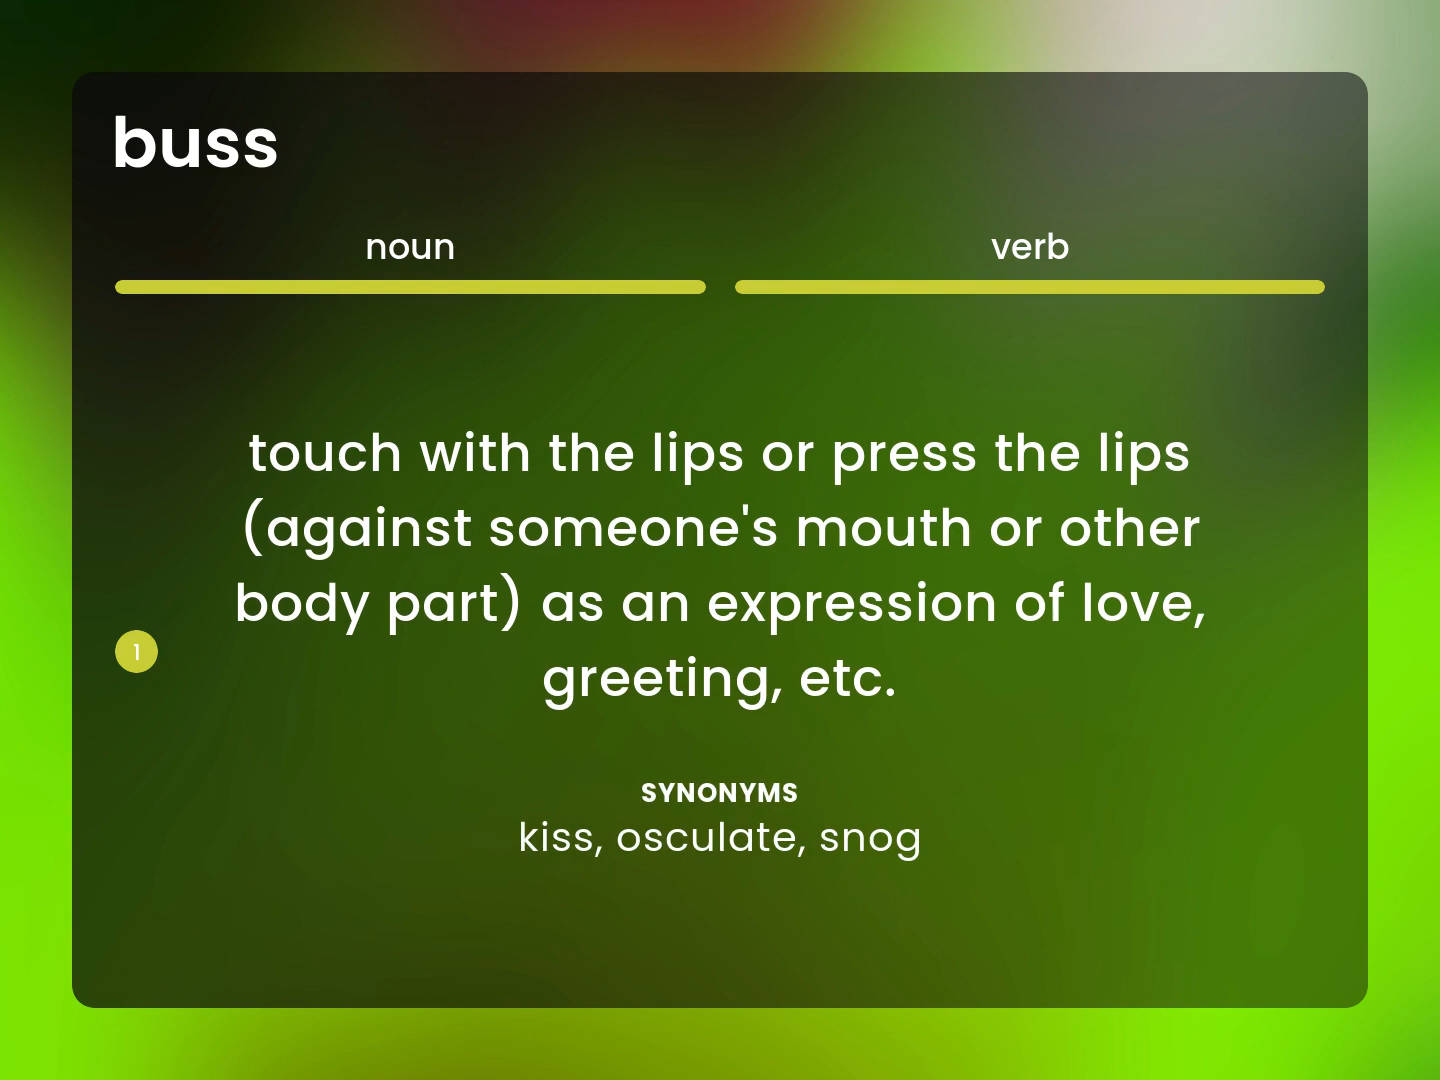 buss
noun
verb
touch with the lips or press the lips
(against someone's mouth or other
body part) as an expression of love,
greeting, etc.
1
SYNONYMS
kiss, osculate, snog